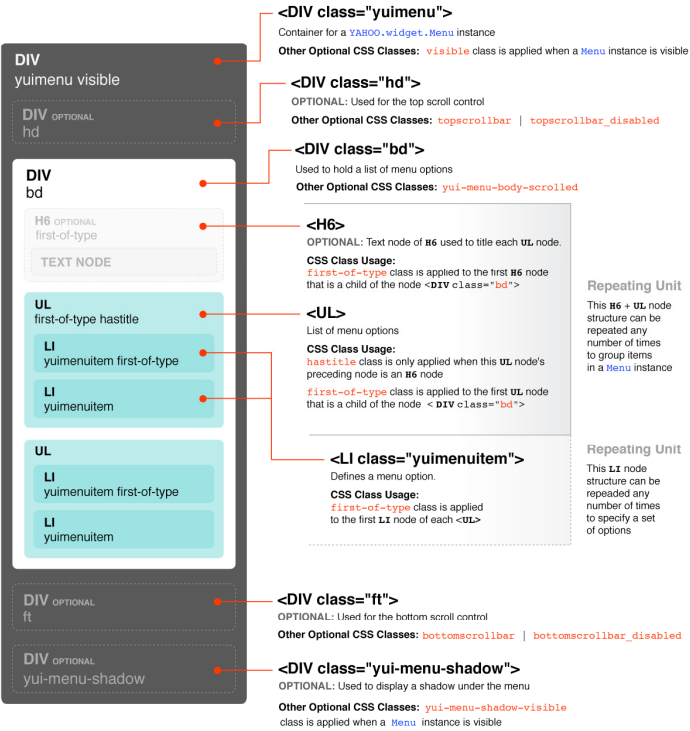 DIV
yuimenu visible
DIV OPTIONAL
hd
DIV
bd
H6 OPTIONAL
first-of-type
TEXT NODE
UL
first-of-type hastitle
LI
yuimenuitem first-of-type
LI
yuimenuitem
UL
LI
yuimenuitem first-of-type
LI
yuimenuitem
DIV OPTIONAL
ft
DIV OPTIONAL
yui-menu-shadow
<DIV class="yuimenu">
Container for a YAHOO.widget.Menu instance
Other Optional CSS Classes: visible class is applied when a Menu instance is visible
<DIV class="hd">
OPTIONAL: Used for the top scroll control
Other Optional CSS Classes: topscrollbar | topscrollbar_disabled
<DIV class="bd">
Used to hold a list of menu options
Other Optional CSS Classes: yui-menu-body-scrolled
<H6>
OPTIONAL: Text node of H6 used to title each UL node.
CSS Class Usage:
first-of-type class is applied to the first H6 node
that is a child of the node <DIV class="bd">
<UL>
List of menu options
CSS Class Usage:
hastitle class is only applied when this UL node's
preceding node is an H6 node
first-of-type class is applied to the first UL node
that is a child of the node < DIV class="bd">
Repeating Unit
This H6 + UL node
structure can be
repeated any
number of times
to group items
in a Menu instance
<LI class="yuimenuitem">
Defines a menu option.
CSS Class Usage:
first-of-type class is applied
to the first LI node of each <UL>
Repeating Unit
This LI node
structure can be
repeaded any
number of times
to specify a set
of options
<DIV class="ft">
OPTIONAL: Used for the bottom scroll control
Other Optional CSS Classes: bottomscrollbar | bottomscrollbar_disabled
<DIV class="yui-menu-shadow">
OPTIONAL: Used to display a shadow under the menu
Other Optional CSS Classes: yui-menu-shadow-visible
class is applied when a Menu instance is visible